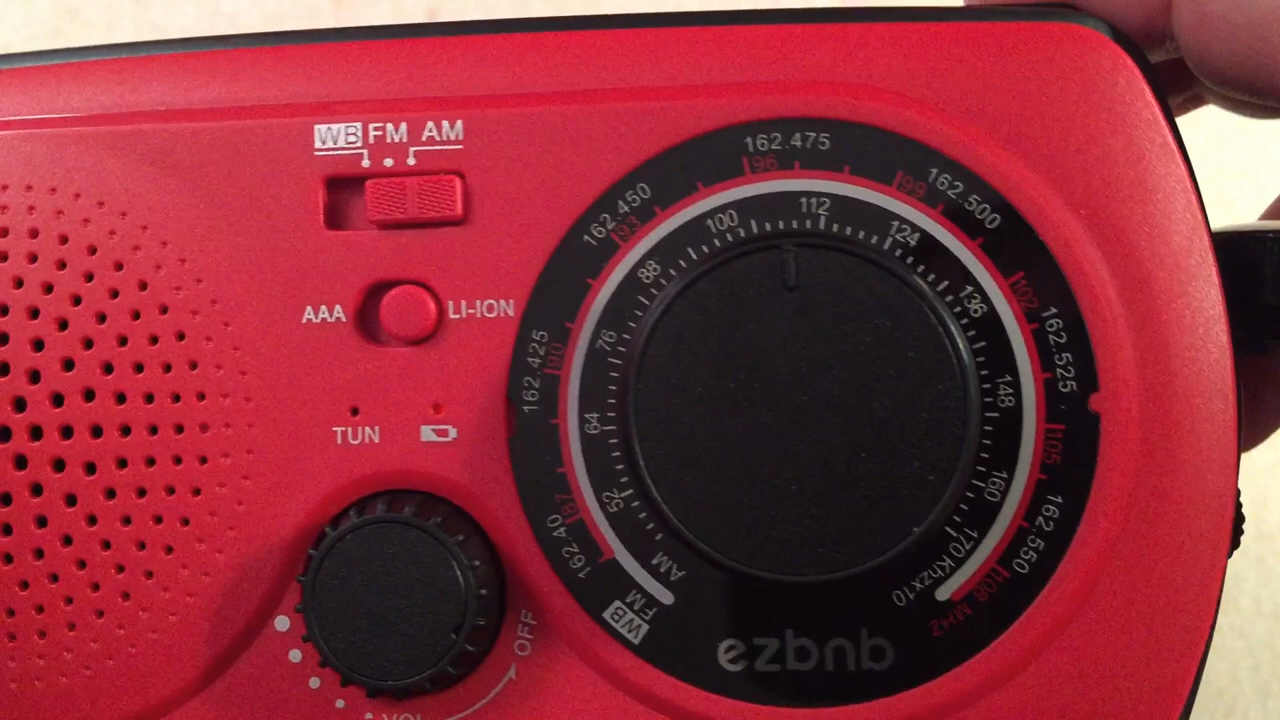 WB FM AM
AAA LI-ION
TUN
OFF
VOL
162.40 162.425 162.450 162.475 162.500 162.525 162.550
87 90 93 96 99 102 105 108 MHZ
52 64 76 88 100 112 124 136 148 160 170 Khzx10
AM
FM
WB
ezbnb